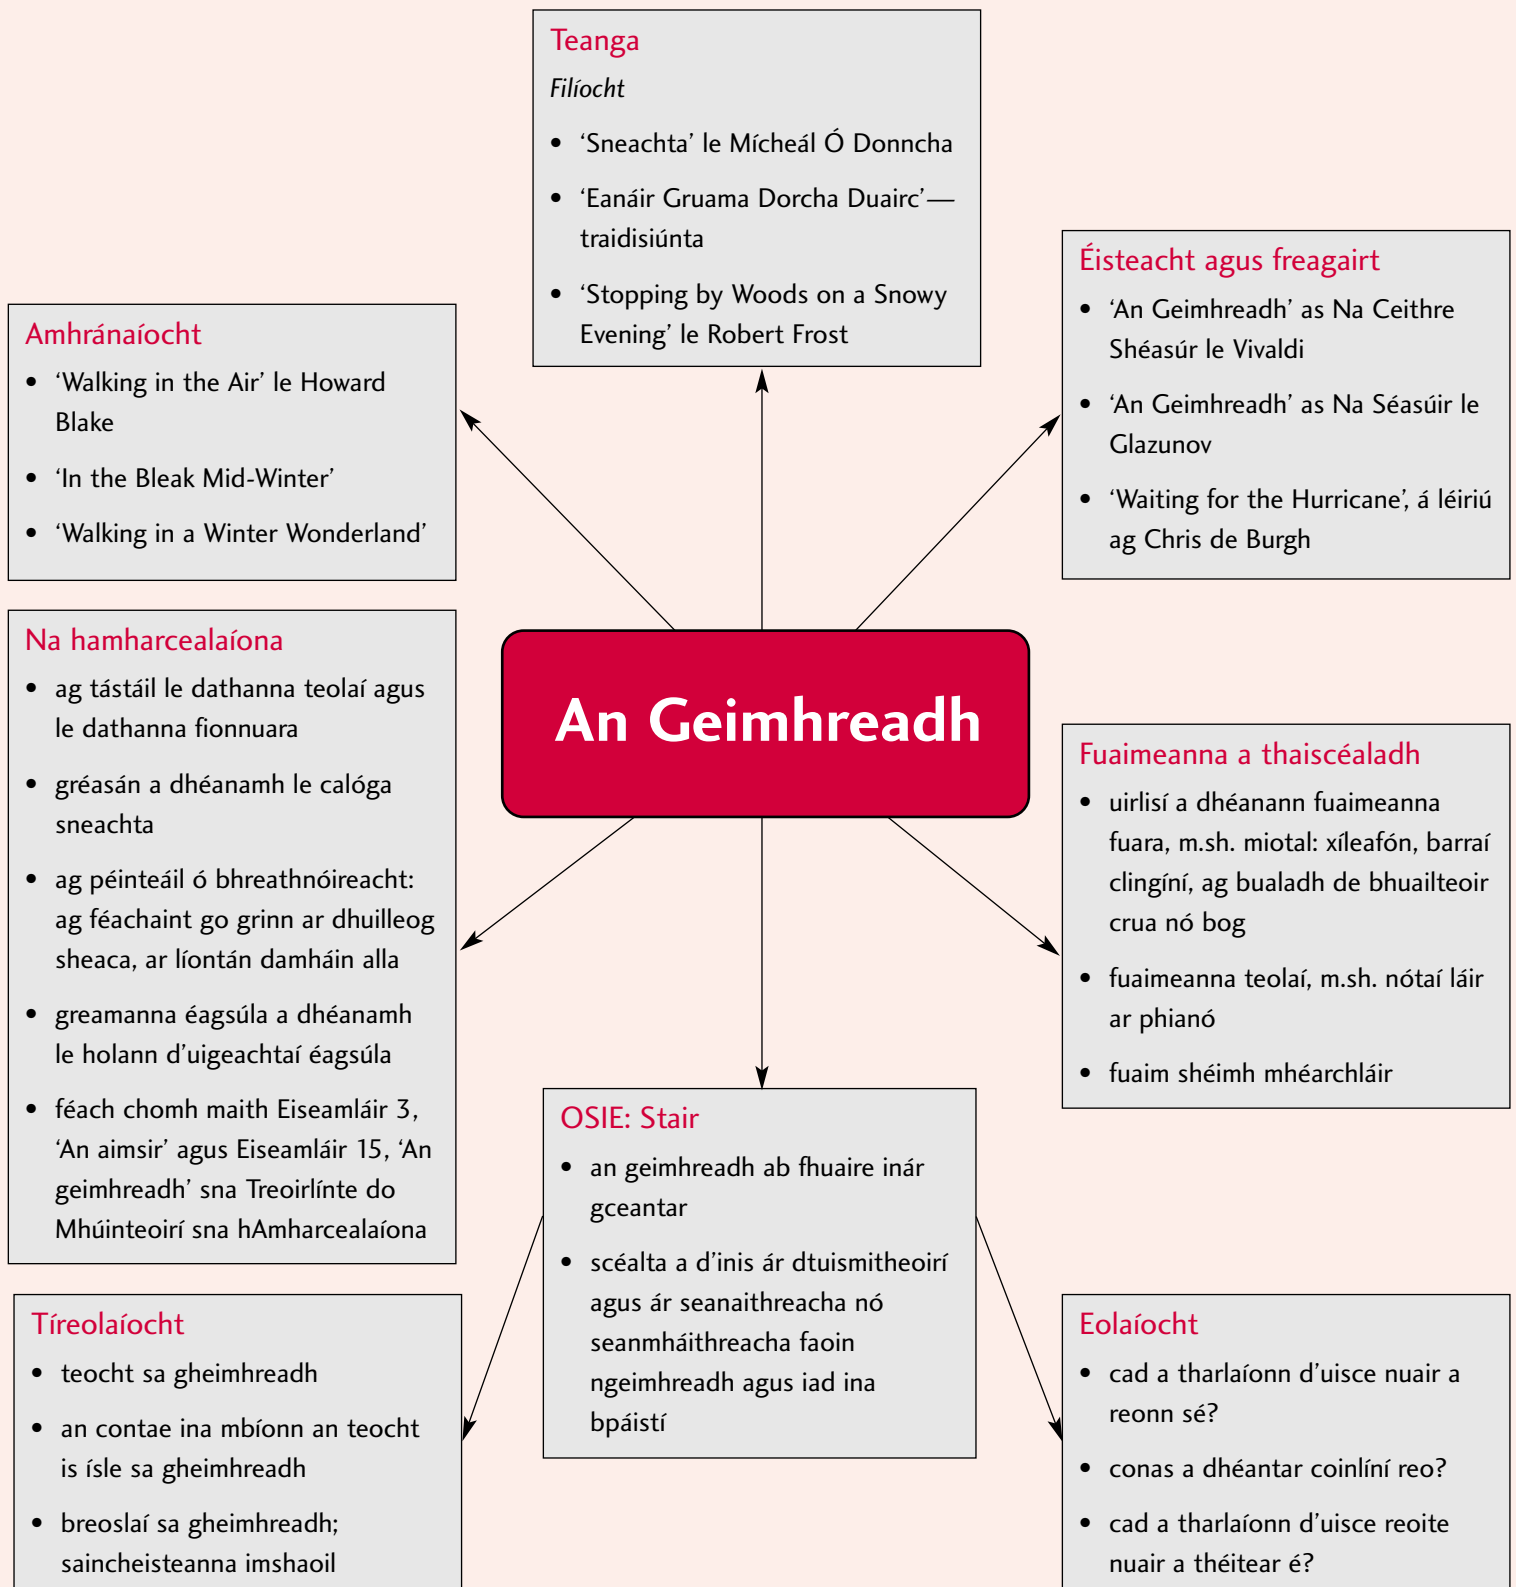 Teanga
Filíocht
• ‘Sneachta’ le Mícheál Ó Donncha
• ‘Eanáir Gruama Dorcha Duairc’—
traidisiúnta
• ‘Stopping by Woods on a Snowy
Evening’ le Robert Frost
Éisteacht agus freagairt
• ‘An Geimhreadh’ as Na Ceithre
Shéasúr le Vivaldi
• ‘An Geimhreadh’ as Na Séasúir le
Glazunov
• ‘Waiting for the Hurricane’, á léiriú
ag Chris de Burgh
Amhránaíocht
• ‘Walking in the Air’ le Howard
Blake
• ‘In the Bleak Mid-Winter’
• ‘Walking in a Winter Wonderland’
Na hamharcealaíona
• ag tástáil le dathanna teolaí agus
le dathanna fionnuara
• gréasán a dhéanamh le calóga
sneachta
• ag péinteáil ó bhreathnóireacht:
ag féachaint go grinn ar dhuilleog
sheaca, ar líontán damháin alla
• greamanna éagsúla a dhéanamh
le holann d’uigeachtaí éagsúla
• féach chomh maith Eiseamláir 3,
‘An aimsir’ agus Eiseamláir 15, ‘An
geimhreadh’ sna Treoirlínte do
Mhúinteoirí sna hAmharcealaíona
An Geimhreadh
Fuaimeanna a thaiscéaladh
• uirlisí a dhéanann fuaimeanna
fuara, m.sh. miotal: xíleafón, barraí
clingíní, ag bualadh de bhuailteoir
crua nó bog
• fuaimeanna teolaí, m.sh. nótaí láir
ar phianó
• fuaim shéimh mhéarchláir
OSIE: Stair
• an geimhreadh ab fhuaire inár
gceantar
• scéalta a d’inis ár dtuismitheoirí
agus ár seanaithreacha nó
seanmháithreacha faoin
ngeimhreadh agus iad ina
bpáistí
Tíreolaíocht
• teocht sa gheimhreadh
• an contae ina mbíonn an teocht
is ísle sa gheimhreadh
• breoslaí sa gheimhreadh;
saincheisteanna imshaoil
Eolaíocht
• cad a tharlaíonn d’uisce nuair a
reonn sé?
• conas a dhéantar coinlíní reo?
• cad a tharlaíonn d’uisce reoite
nuair a théitear é?